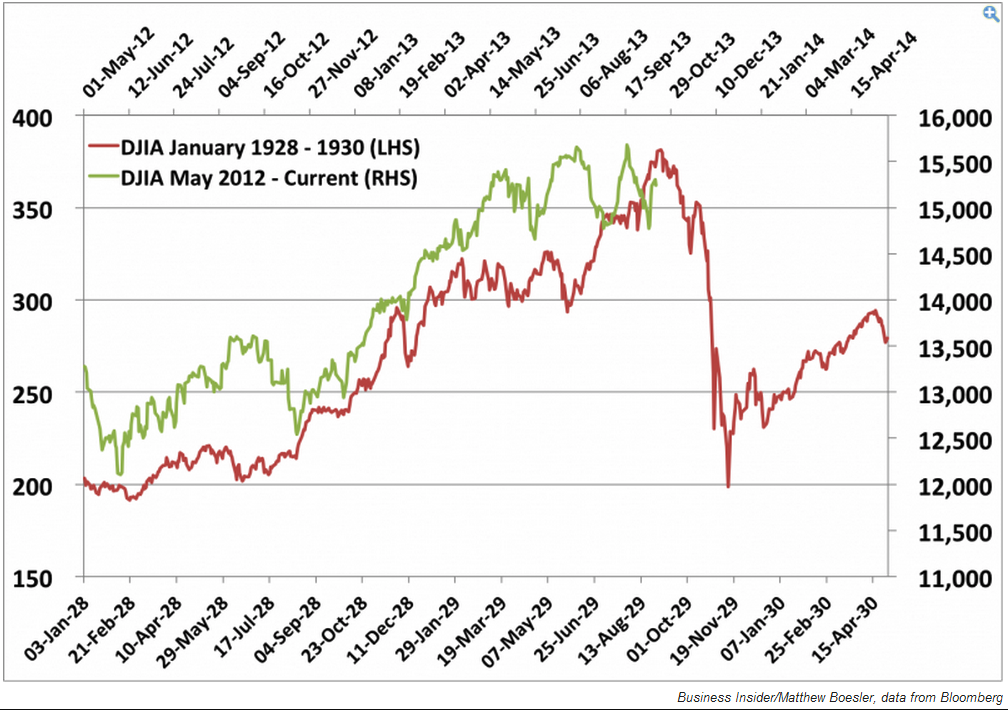 01-May-12
12-Jun-12
24-Jul-12
04-Sep-12
16-Oct-12
27-Nov-12
08-Jan-13
19-Feb-13
02-Apr-13
14-May-13
25-Jun-13
06-Aug-13
17-Sep-13
29-Oct-13
10-Dec-13
21-Jan-14
04-Mar-14
15-Apr-14
400
350
300
250
200
150
DJIA January 1928 - 1930 (LHS)
DJIA May 2012 - Current (RHS)
16,000
15,500
15,000
14,500
14,000
13,500
13,000
12,500
12,000
11,500
11,000
03-Jan-28
21-Feb-28
10-Apr-28
29-May-28
17-Jul-28
04-Sep-28
23-Oct-28
11-Dec-28
29-Jan-29
19-Mar-29
07-May-29
25-Jun-29
13-Aug-29
01-Oct-29
19-Nov-29
07-Jan-30
25-Feb-30
15-Apr-30
Business Insider/Matthew Boesler, data from Bloomberg